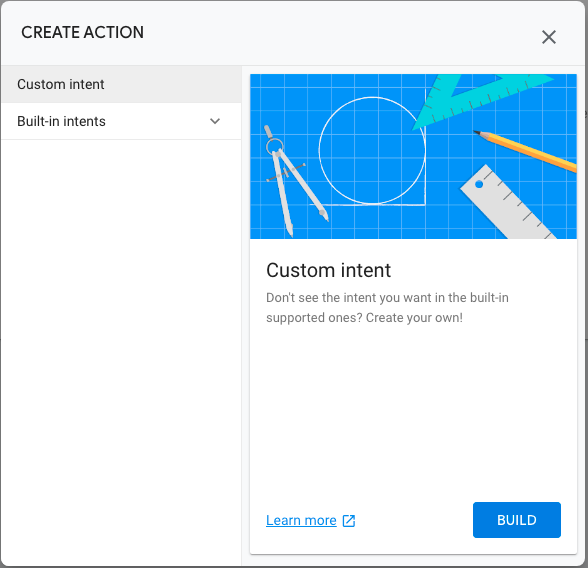 CREATE ACTION
Custom intent
Built-in intents
Custom intent
Don't see the intent you want in the built-in
supported ones? Create your own!
Learn more
BUILD